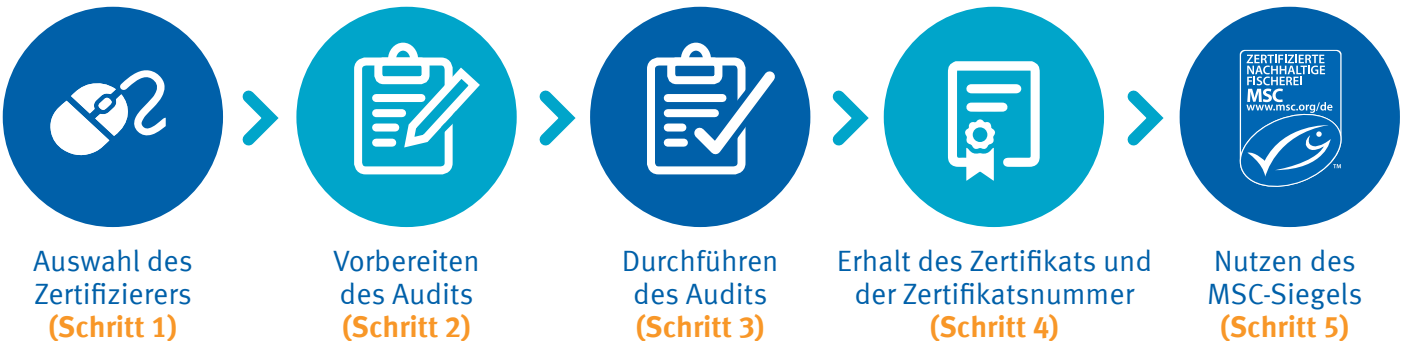 ZERTIFIZIERTE
NACHHALTIGE
FISCHEREI
MSC
www.msc.org/de
TM
Auswahl des
Zertifizierers
(Schritt 1)
Vorbereiten
des Audits
(Schritt 2)
Durchführen
des Audits
(Schritt 3)
Erhalt des Zertifikats und
der Zertifikatsnummer
(Schritt 4)
Nutzen des
MSC-Siegels
(Schritt 5)